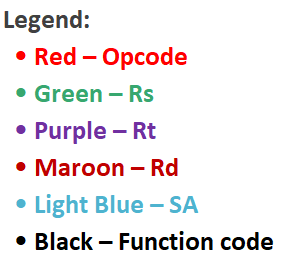 Legend:
• Red – Opcode
• Green – Rs
• Purple – Rt
• Maroon – Rd
• Light Blue – SA
• Black – Function code